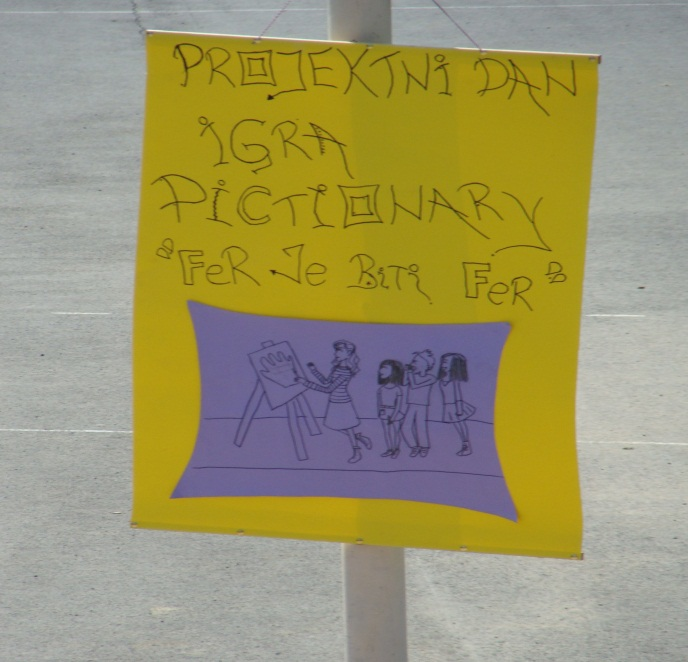 PROJEKTNI DAN
IGRA
PICTIONARY
"FeR Je BiTi FeR"